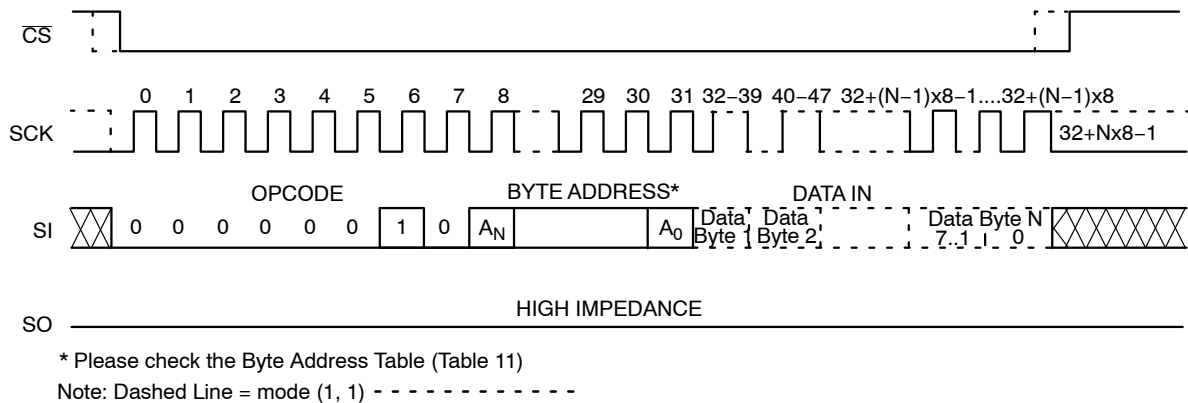 CS
0 1 2 3 4 5 6 7 8 29 30 31 32–39 40–47 32+(N–1)x8–1....32+(N–1)x8
SCK
32+Nx8–1
OPCODE BYTE ADDRESS* DATA IN
SI 0 0 0 0 0 0 1 0 AN A0 Data Byte 1 Data Byte 2 Data Byte N
7..1 0
HIGH IMPEDANCE
SO
* Please check the Byte Address Table (Table 11)
Note: Dashed Line = mode (1, 1) - - - - - - - - - - - -